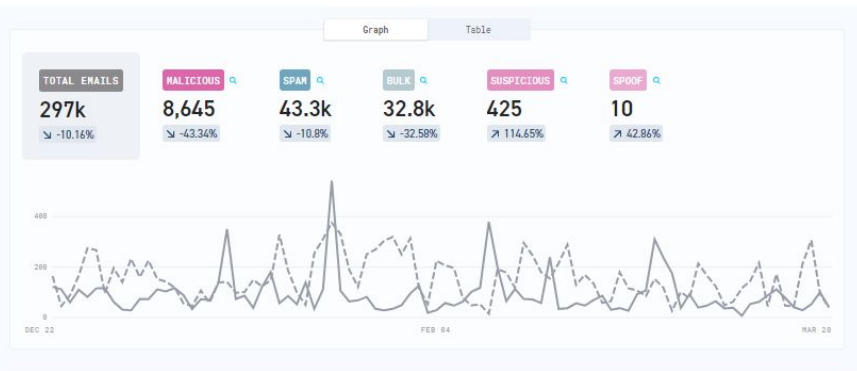 Graph Table
TOTAL EMAILS MALICIOUS SPAM BULK SUSPICIOUS SPOOF
297k 8,645 43.3k 32.8k 425 10
↘ -10.16% ↘ -43.34% ↘ -10.8% ↘ -32.58% ↗ 114.65% ↗ 42.86%
400
200
0
DEC 22 FEB 04 MAR 20